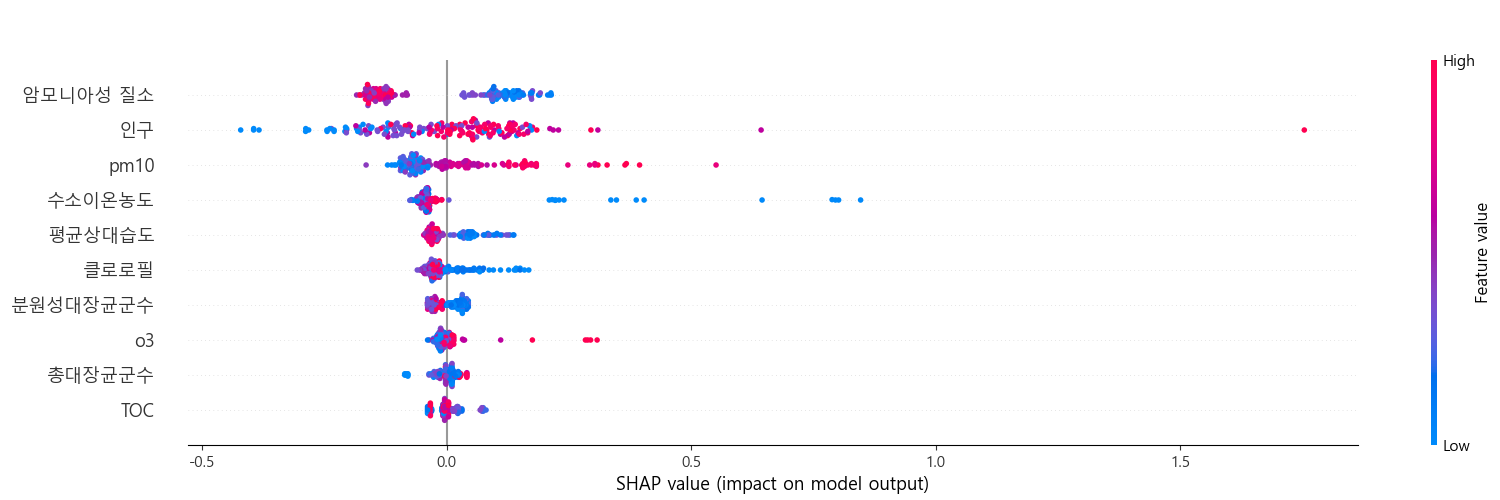 High
암모니아성 질소
인구
pm10
수소이온농도
평균상대습도
클로로필
분원성대장균군수
o3
총대장균군수
TOC
Feature value
Low
-0.5 0.0 0.5 1.0 1.5
SHAP value (impact on model output)